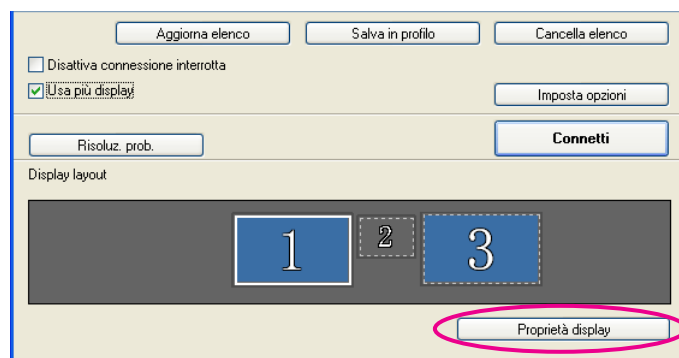 Aggiorna elenco Salva in profilo Cancella elenco
Disattiva connessione interrotta
Usa più display
Imposta opzioni
Risoluz. prob. Connetti
Display layout
1 2 3
Proprietà display